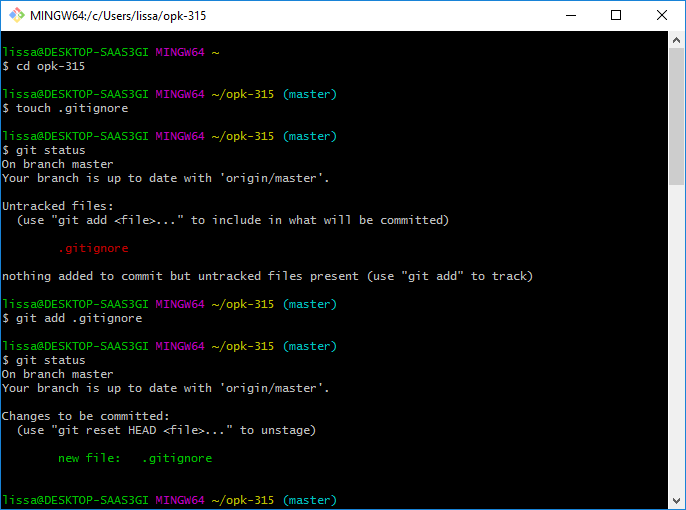 MINGW64:/c/Users/lissa/opk-315
lissa@DESKTOP-SAAS3GI MINGW64 ~
$ cd opk-315
lissa@DESKTOP-SAAS3GI MINGW64 ~/opk-315 (master)
$ touch .gitignore
lissa@DESKTOP-SAAS3GI MINGW64 ~/opk-315 (master)
$ git status
On branch master
Your branch is up to date with 'origin/master'.
Untracked files:
  (use "git add <file>..." to include in what will be committed)
        .gitignore
nothing added to commit but untracked files present (use "git add" to track)
lissa@DESKTOP-SAAS3GI MINGW64 ~/opk-315 (master)
$ git add .gitignore
lissa@DESKTOP-SAAS3GI MINGW64 ~/opk-315 (master)
$ git status
On branch master
Your branch is up to date with 'origin/master'.
Changes to be committed:
  (use "git reset HEAD <file>..." to unstage)
        new file:   .gitignore
lissa@DESKTOP-SAAS3GI MINGW64 ~/opk-315 (master)